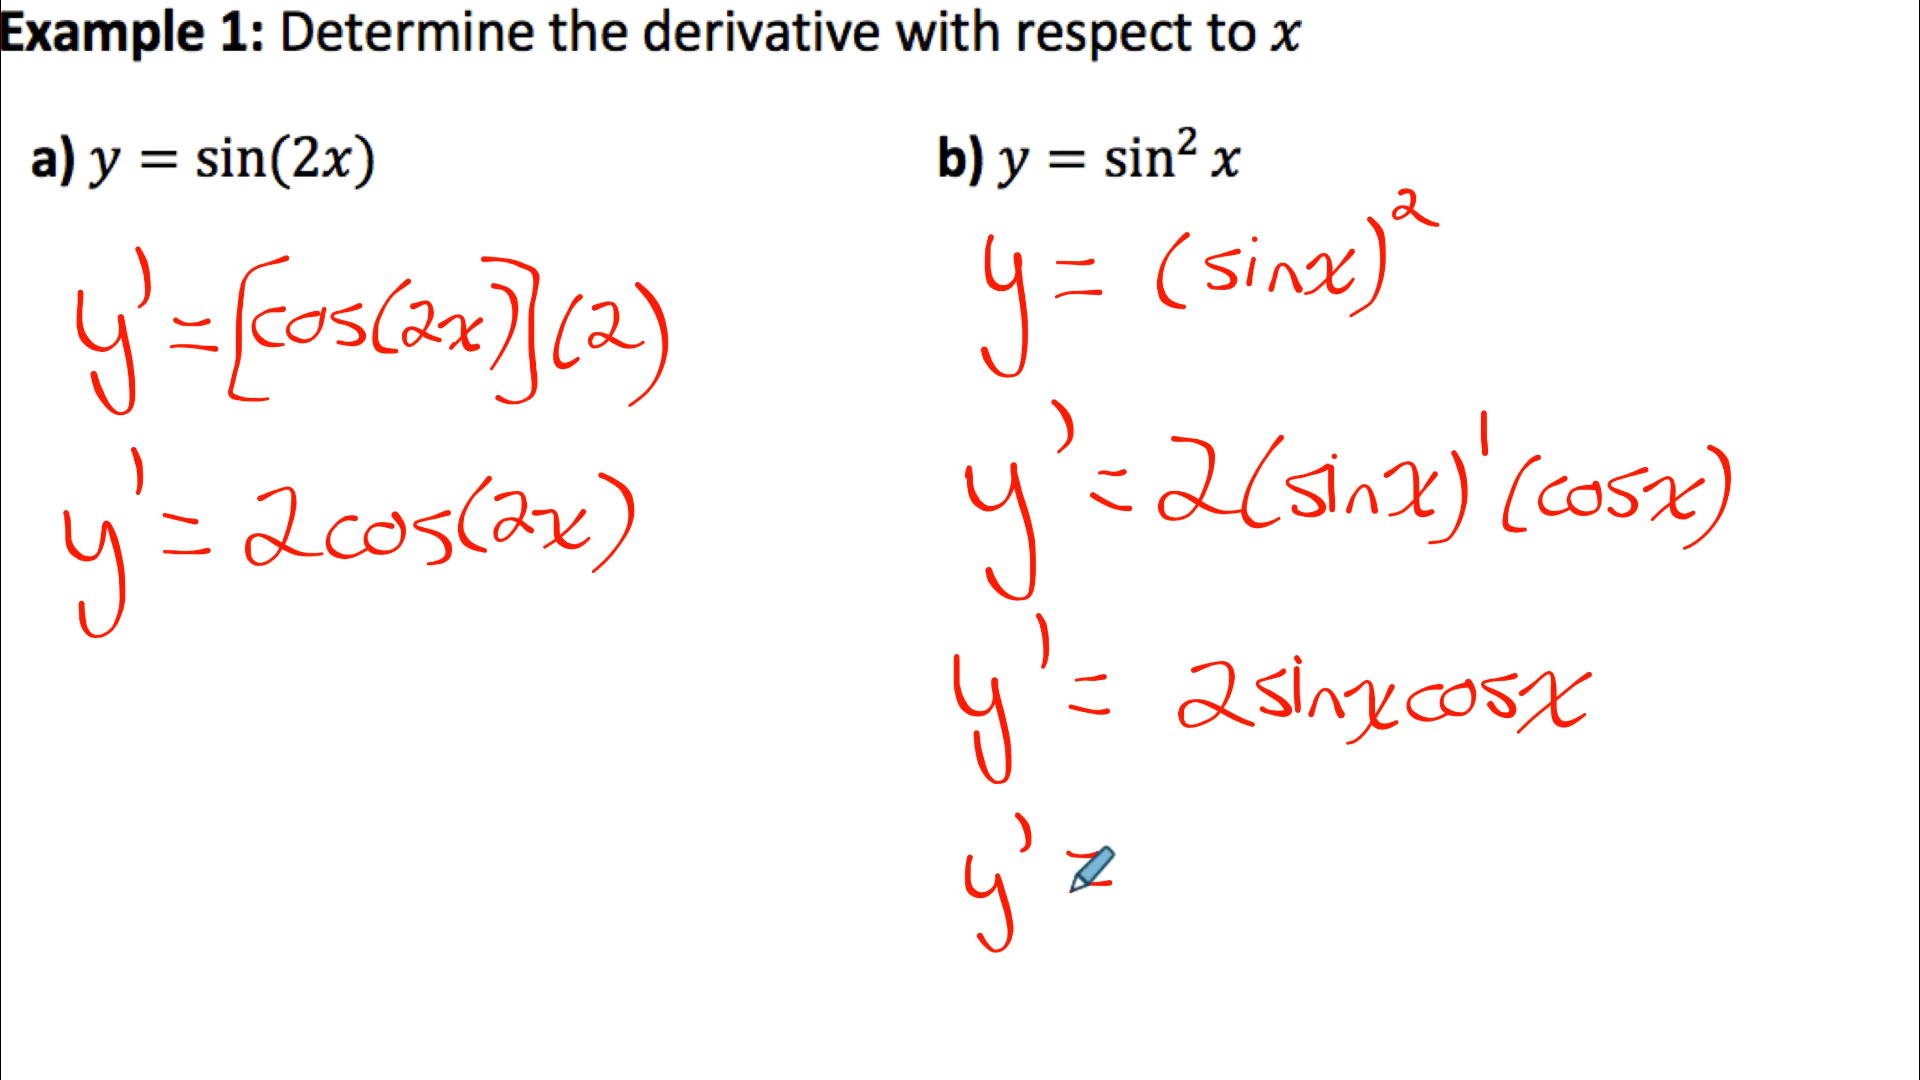 Example 1: Determine the derivative with respect to x
a) y = sin(2x)
y' = [cos(2x)](2)
y' = 2cos(2x)
b) y = sin² x
y = (sinx)²
y' = 2(sinx)¹(cosx)
y' = 2sinxcosx
y' =